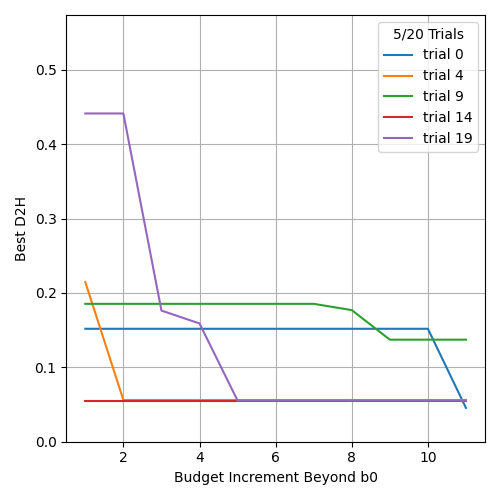 5/20 Trials
trial 0
trial 4
trial 9
trial 14
trial 19
Best D2H
0.5
0.4
0.3
0.2
0.1
0.0
2
4
6
8
10
Budget Increment Beyond b0